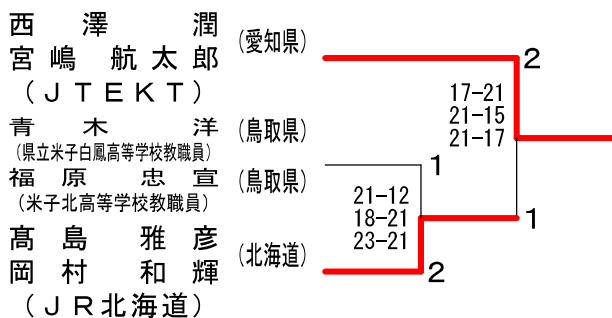 西澤 潤
宮嶋 航太郎
(JTEKT)
(愛知県)
青木 洋
(県立米子白鳳高等学校教職員)
(鳥取県)
福原 忠宣
(米子北高等学校教職員)
(鳥取県)
髙島 雅彦
岡村 和輝
(JR北海道)
(北海道)
1
21-12
18-21
23-21
2
2
17-21
21-15
21-17
1